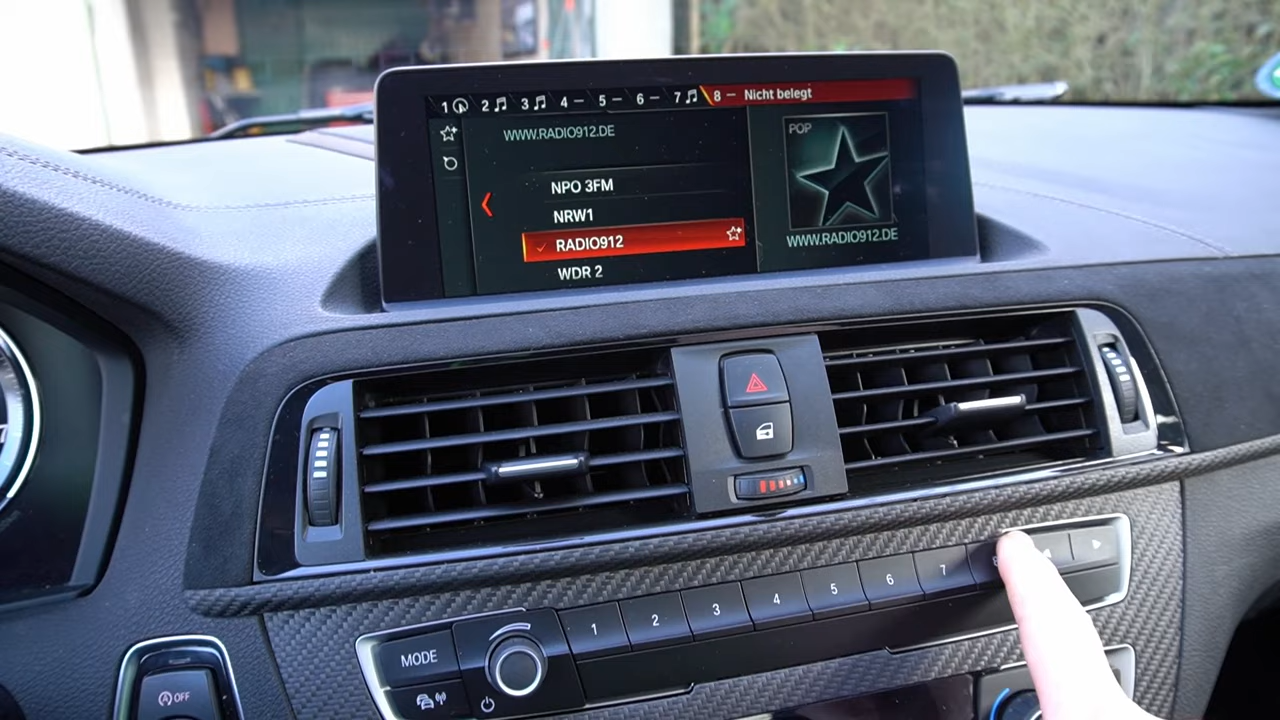 1 2 3 4 – 5 – 6 – 7 8 – Nicht belegt
WWW.RADIO912.DE
POP
NPO 3FM
NRW1
RADIO912
WWW.RADIO912.DE
WDR 2
1 2 3 4 5 6 7 8
MODE
OFF